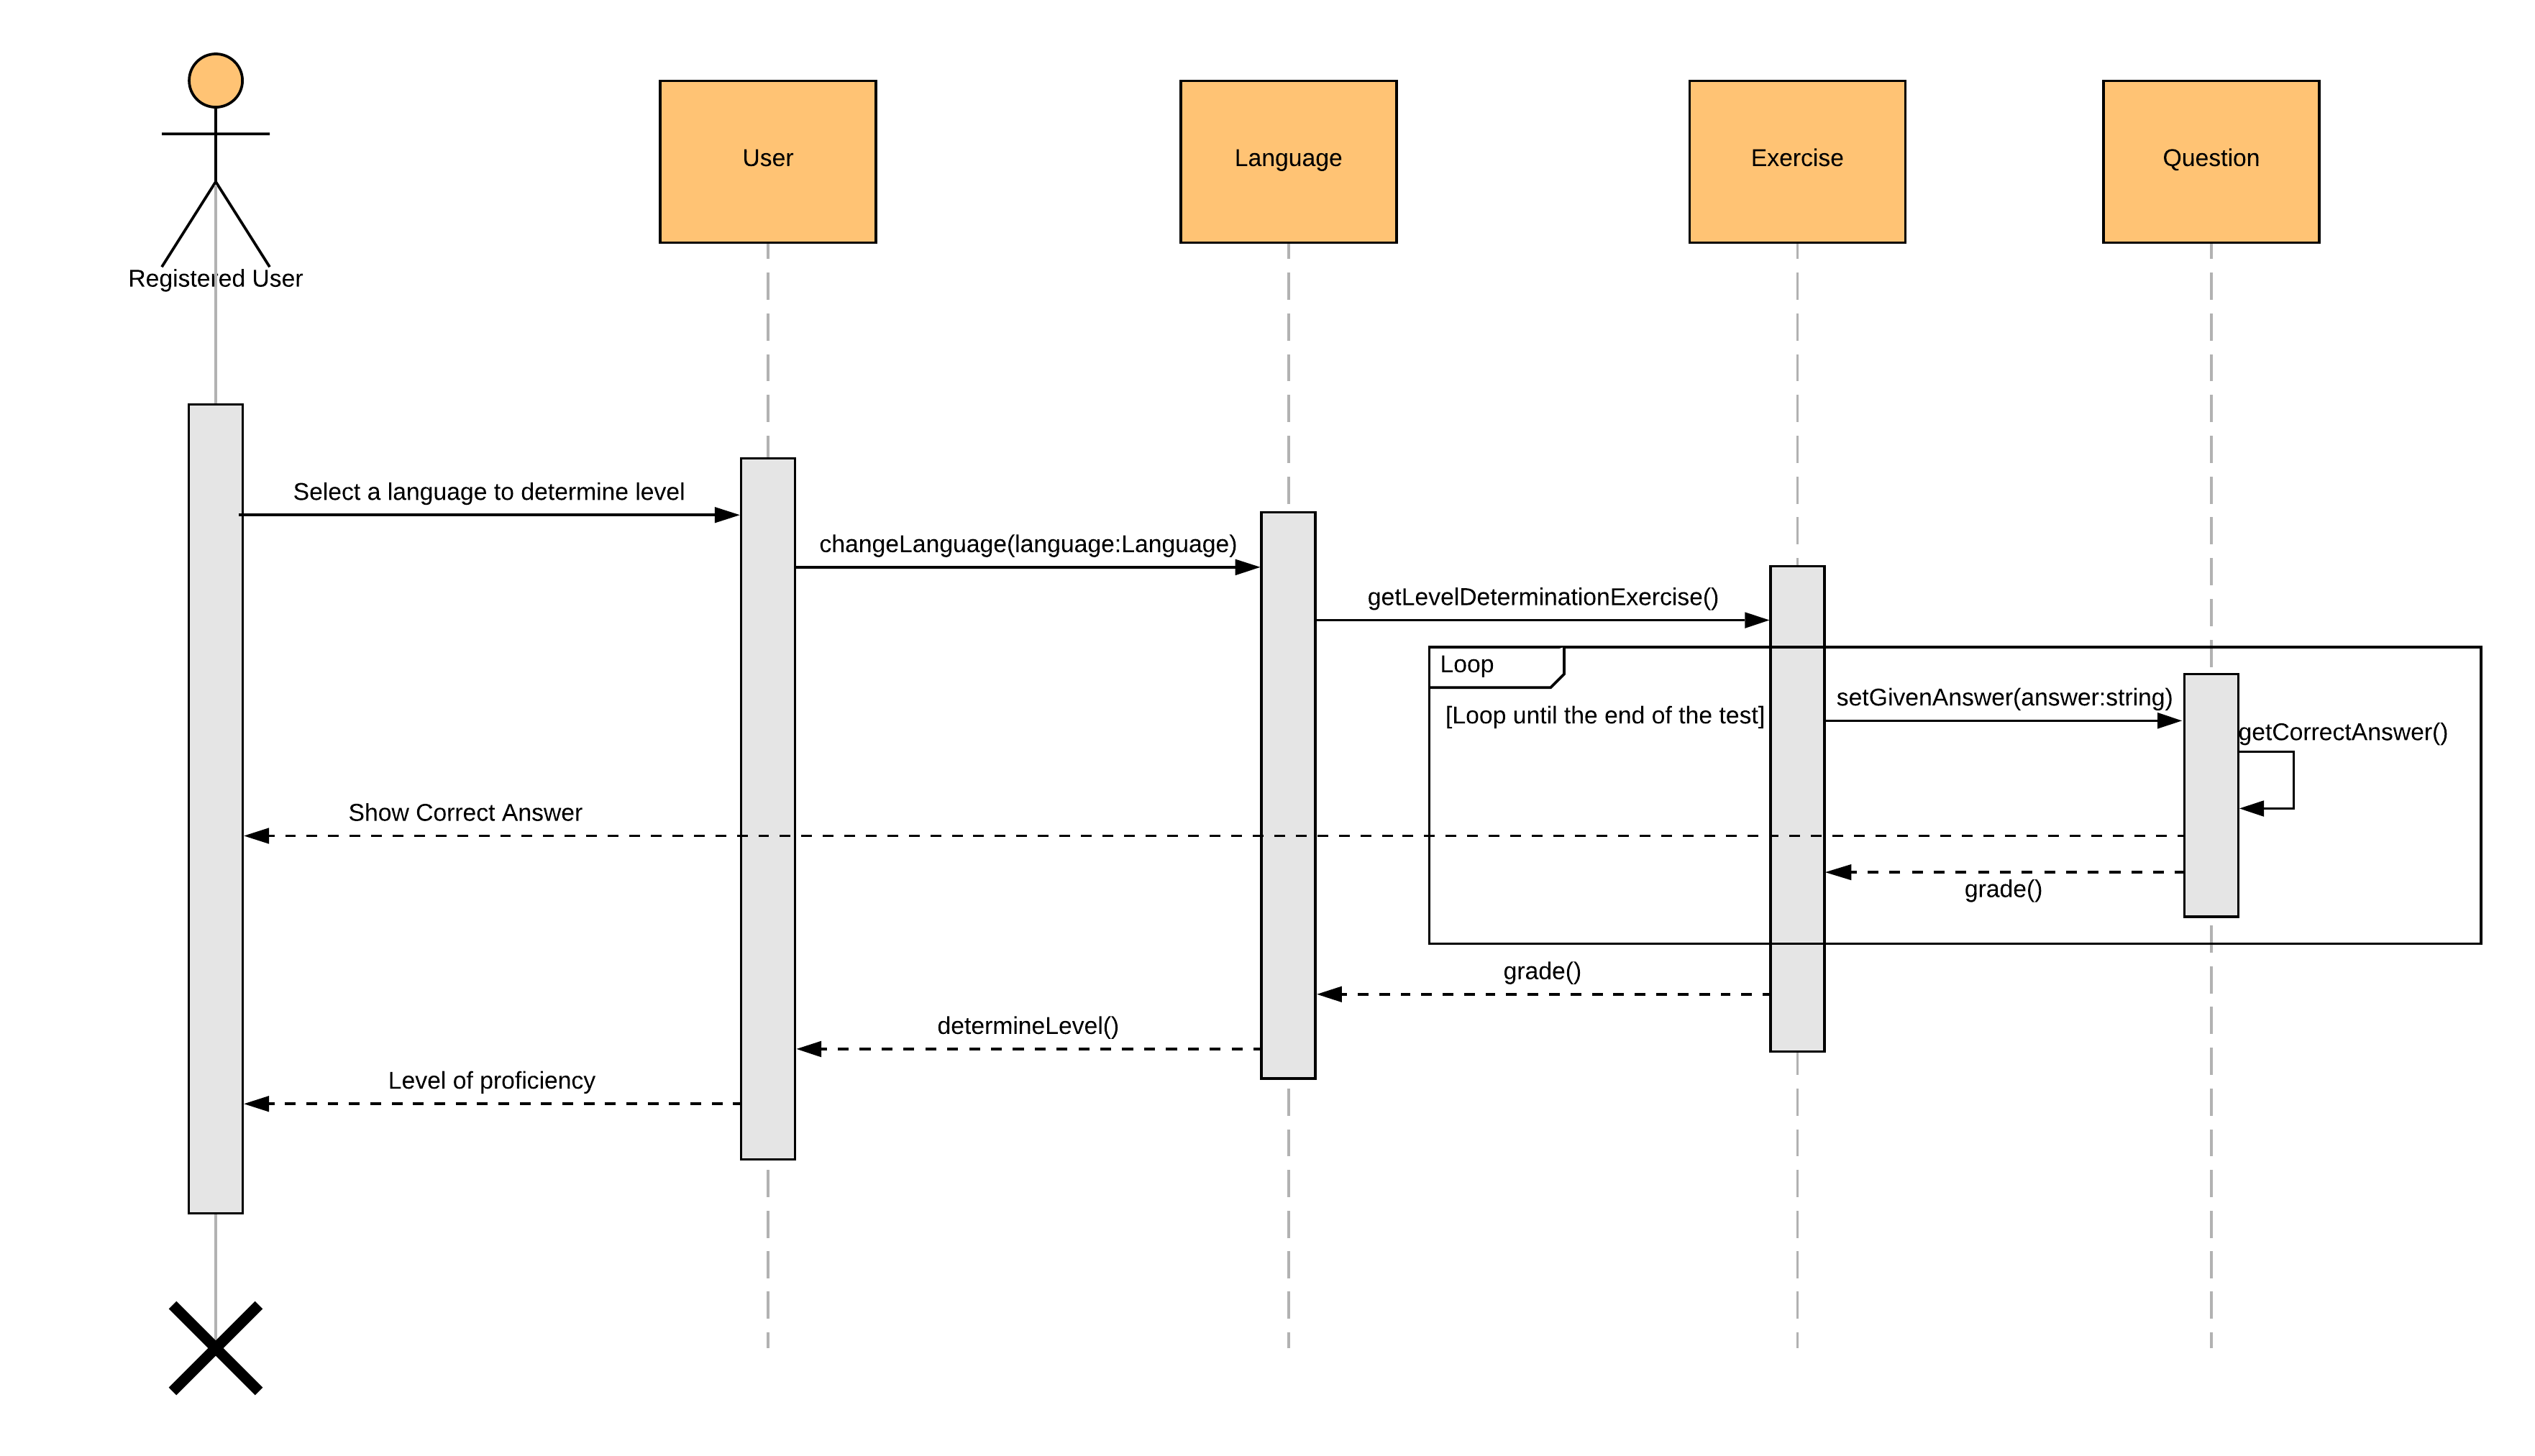 User
Language
Exercise
Question
Registered User
Select a language to determine level
changeLanguage(language:Language)
getLevelDeterminationExercise()
Loop
[Loop until the end of the test]
setGivenAnswer(answer:string)
getCorrectAnswer()
Show Correct Answer
grade()
grade()
determineLevel()
Level of proficiency